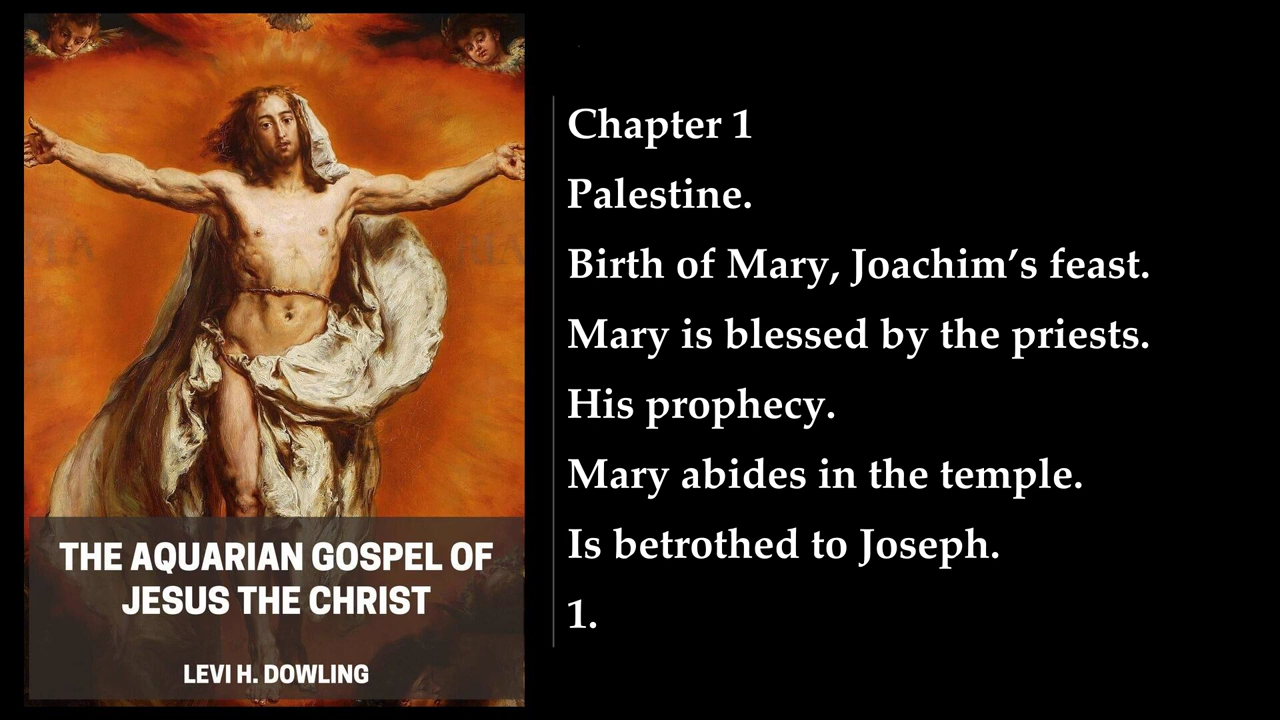 THE AQUARIAN GOSPEL OF
JESUS THE CHRIST
LEVI H. DOWLING
Chapter 1
Palestine.
Birth of Mary, Joachim’s feast.
Mary is blessed by the priests.
His prophecy.
Mary abides in the temple.
Is betrothed to Joseph.
1.